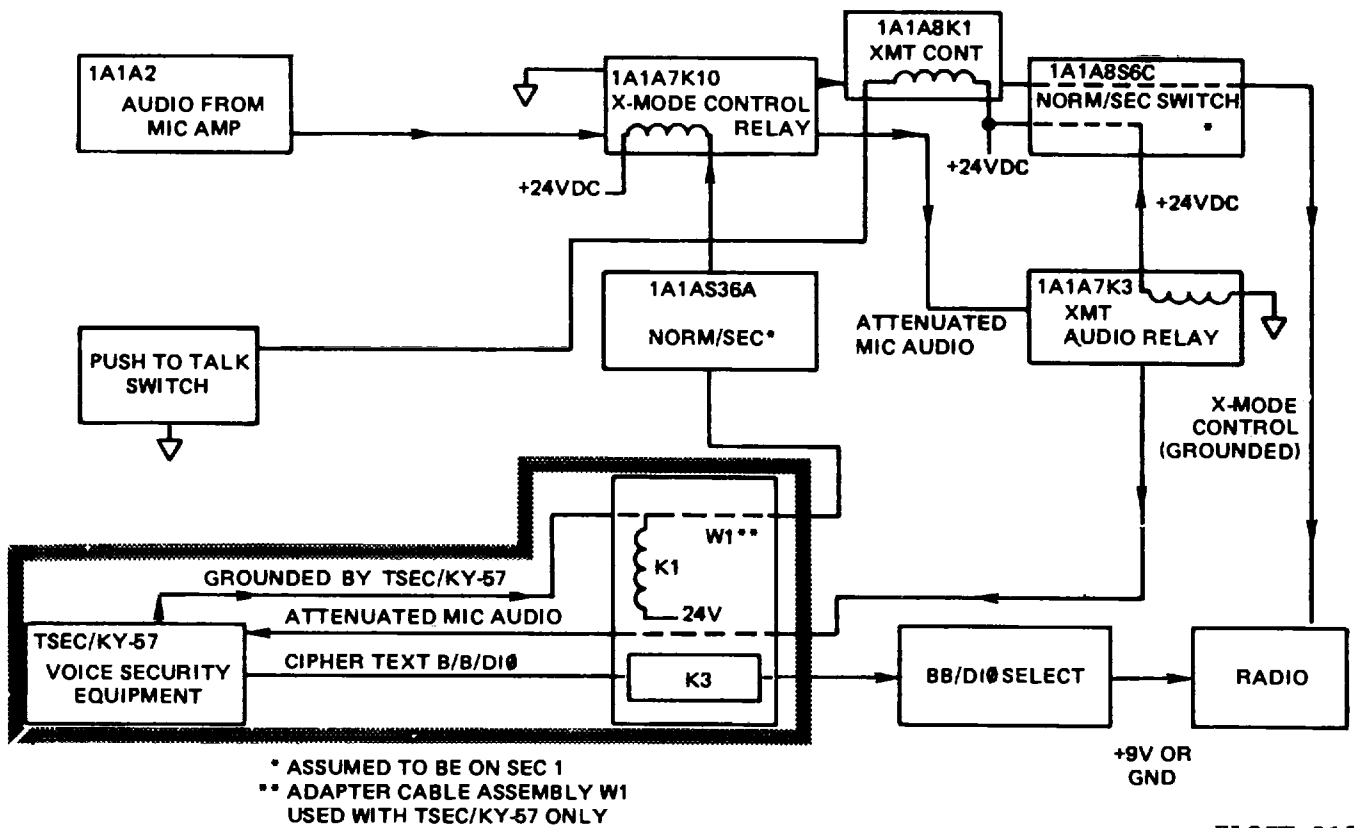 1A1A2
AUDIO FROM
MIC AMP
1A1A7K10
X-MODE CONTROL
RELAY
+24VDC
1A1A8K1
XMT CONT
1A1A8S6C
NORM/SEC SWITCH
*
+24VDC
+24VDC
1A1AS36A
NORM/SEC*
1A1A7K3
XMT
AUDIO RELAY
ATTENUATED
MIC AUDIO
PUSH TO TALK
SWITCH
X-MODE
CONTROL
(GROUNDED)
W1**
K1
24V
GROUNDED BY TSEC/KY-57
ATTENUATED MIC AUDIO
TSEC/KY-57
VOICE SECURITY
EQUIPMENT
CIPHER TEXT B/B/DIØ
K3
BB/DIØ SELECT
RADIO
+9V OR
GND
* ASSUMED TO BE ON SEC 1
** ADAPTER CABLE ASSEMBLY W1
USED WITH TSEC/KY-57 ONLY